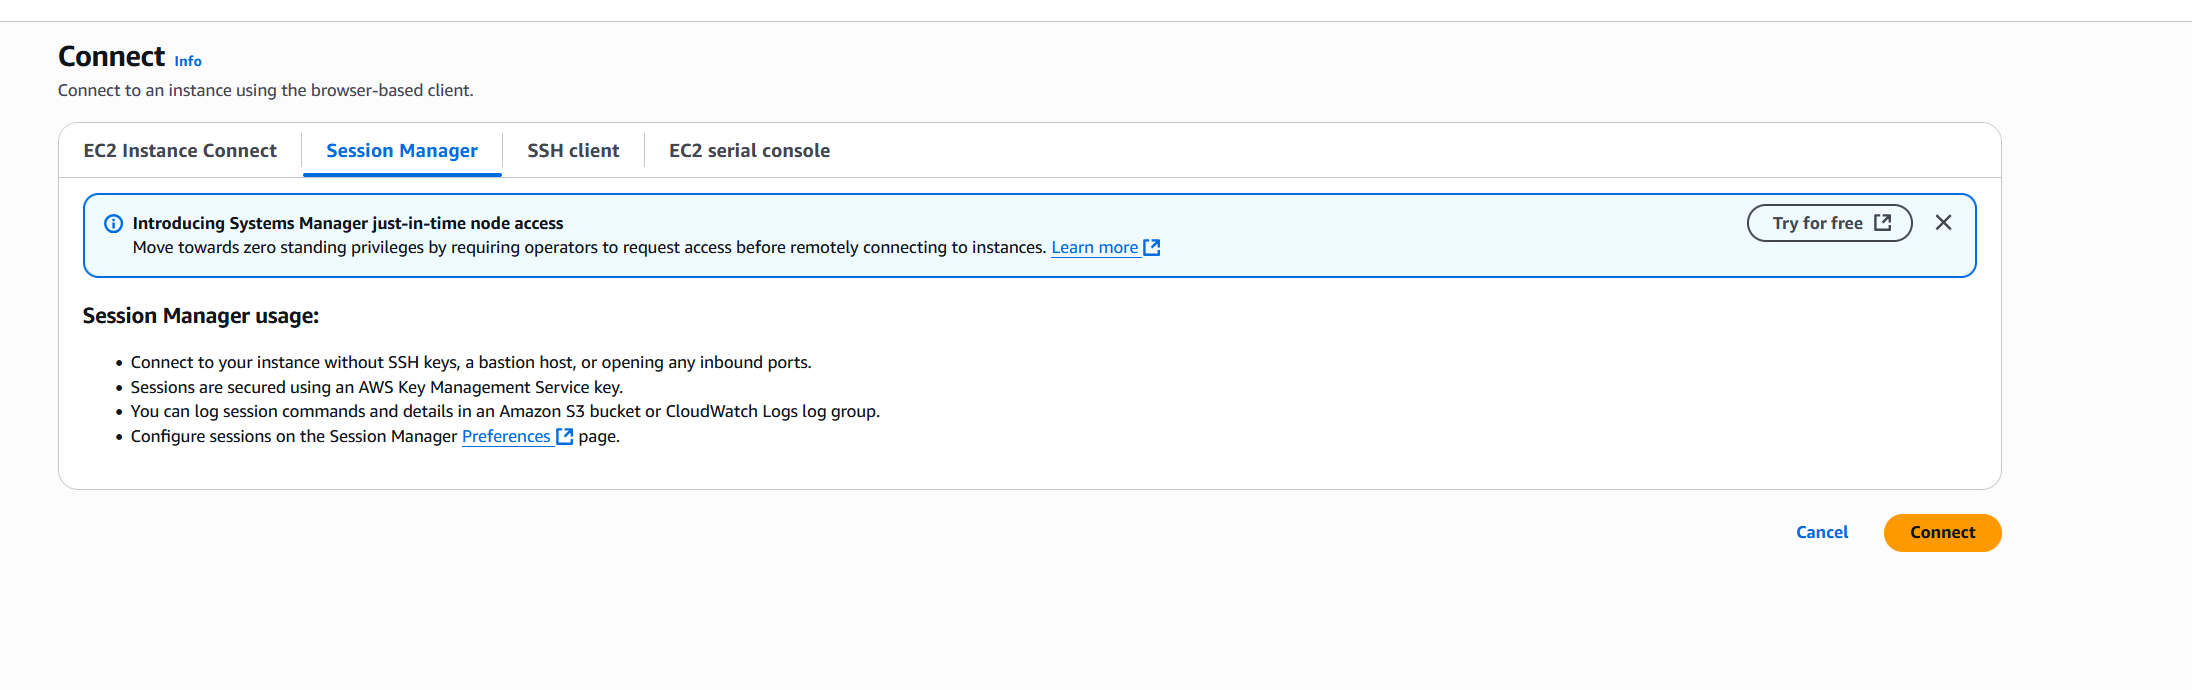 Connect Info
Connect to an instance using the browser-based client.
EC2 Instance Connect
Session Manager
SSH client
EC2 serial console
Introducing Systems Manager just-in-time node access
Move towards zero standing privileges by requiring operators to request access before remotely connecting to instances. Learn more
Try for free
Session Manager usage:
• Connect to your instance without SSH keys, a bastion host, or opening any inbound ports.
• Sessions are secured using an AWS Key Management Service key.
• You can log session commands and details in an Amazon S3 bucket or CloudWatch Logs log group.
• Configure sessions on the Session Manager Preferences page.
Cancel
Connect